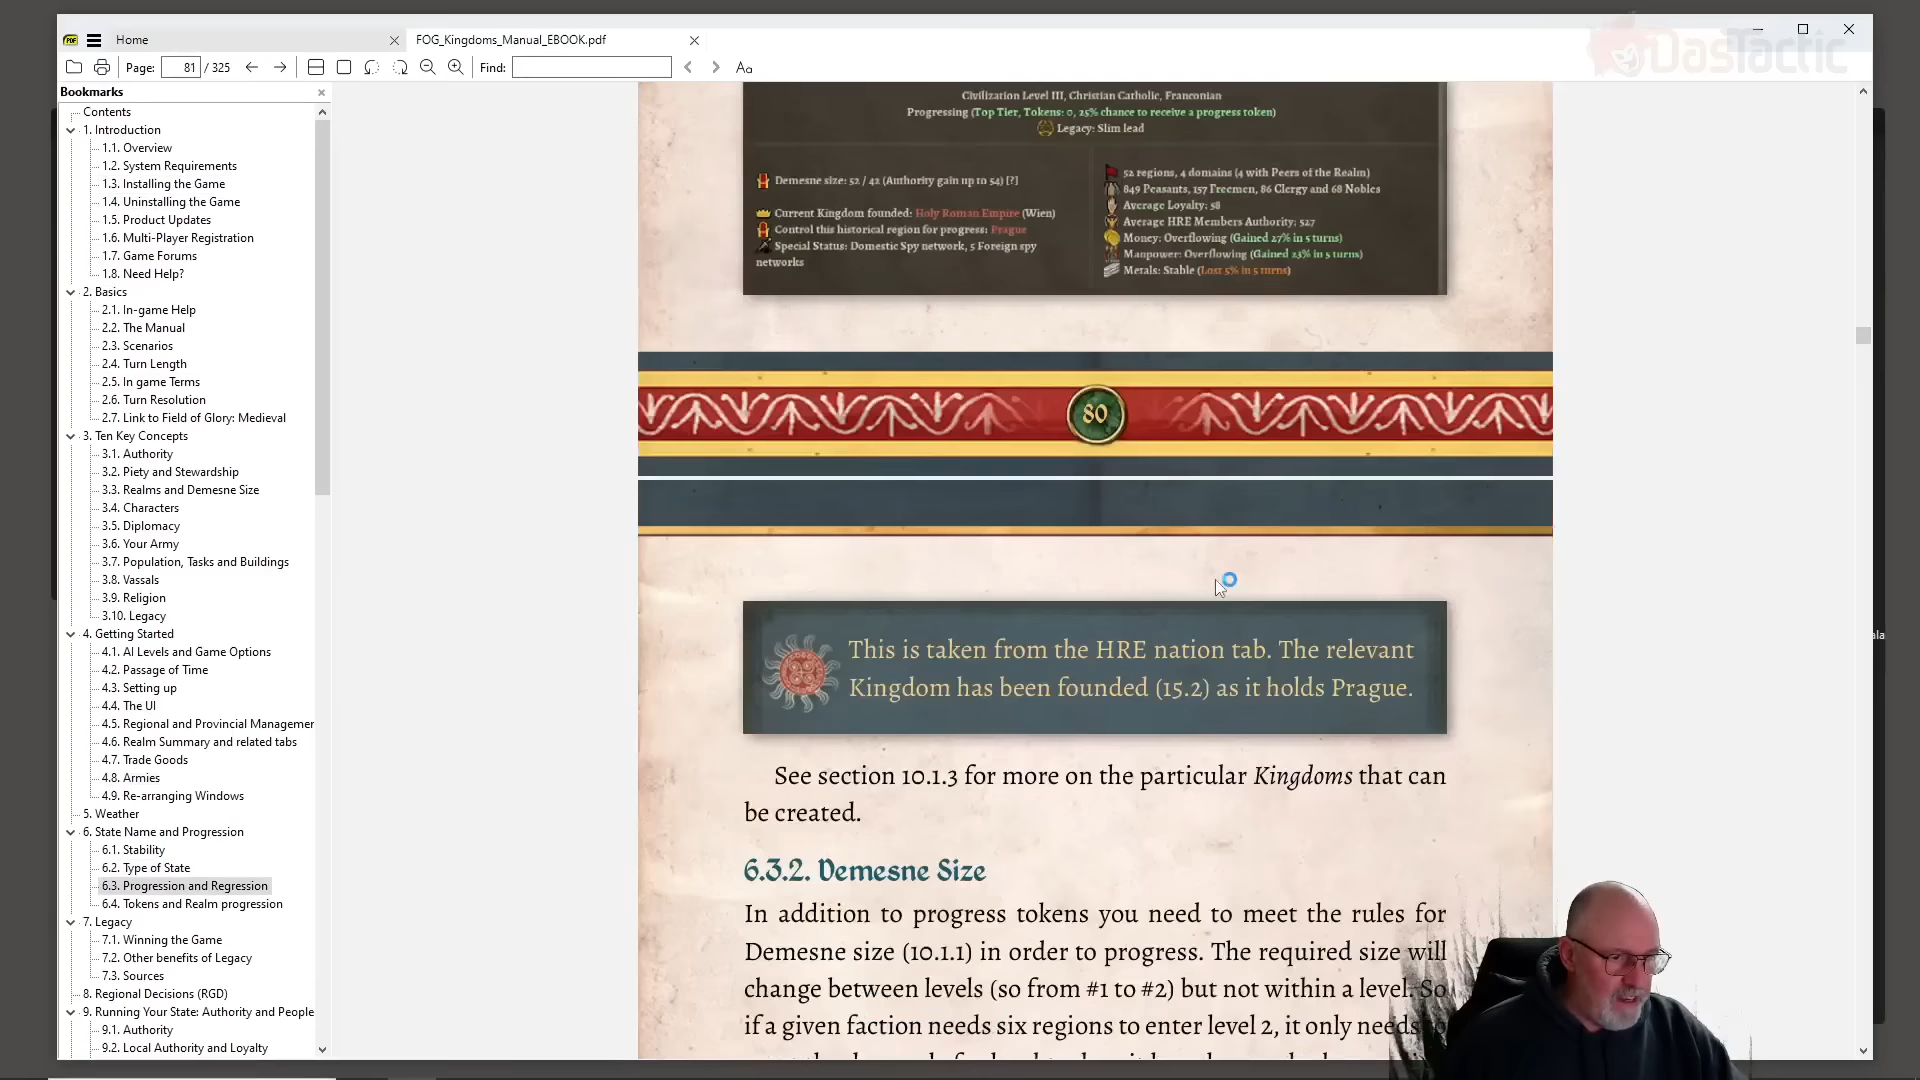 Home
FOG_Kingdoms_Manual_EBOOK.pdf
DasTactic
Page: 81 / 325
Find:
Aa
Bookmarks
Contents
1. Introduction
1.1. Overview
1.2. System Requirements
1.3. Installing the Game
1.4. Uninstalling the Game
1.5. Product Updates
1.6. Multi-Player Registration
1.7. Game Forums
1.8. Need Help?
2. Basics
2.1. In-game Help
2.2. The Manual
2.3. Scenarios
2.4. Turn Length
2.5. In game Terms
2.6. Turn Resolution
2.7. Link to Field of Glory: Medieval
3. Ten Key Concepts
3.1. Authority
3.2. Piety and Stewardship
3.3. Realms and Demesne Size
3.4. Characters
3.5. Diplomacy
3.6. Your Army
3.7. Population, Tasks and Buildings
3.8. Vassals
3.9. Religion
3.10. Legacy
4. Getting Started
4.1. AI Levels and Game Options
4.2. Passage of Time
4.3. Setting up
4.4. The UI
4.5. Regional and Provincial Managemer
4.6. Realm Summary and related tabs
4.7. Trade Goods
4.8. Armies
4.9. Re-arranging Windows
5. Weather
6. State Name and Progression
6.1. Stability
6.2. Type of State
6.3. Progression and Regression
6.4. Tokens and Realm progression
7. Legacy
7.1. Winning the Game
7.2. Other benefits of Legacy
7.3. Sources
8. Regional Decisions (RGD)
9. Running Your State: Authority and People
9.1. Authority
9.2. Local Authority and Loyalty
Civilization Level III, Christian Catholic, Franconian
Progressing (Top Tier, Tokens: 0, 25% chance to receive a progress token)
Legacy: Slim lead
Demesne size: 52 / 42 (Authority gain up to 54) [?]
Current Kingdom founded: Holy Roman Empire (Wien)
Control this historical region for progress: Prague
Special Status: Domestic Spy network, 5 Foreign spy
networks
52 regions, 4 domains (4 with Peers of the Realm)
849 Peasants, 157 Freemen, 86 Clergy and 68 Nobles
Average Loyalty: 58
Average HRE Members Authority: 527
Money: Overflowing (Gained 27% in 5 turns)
Manpower: Overflowing (Gained 23% in 5 turns)
Metals: Stable (Lost 5% in 5 turns)
80
This is taken from the HRE nation tab. The relevant
Kingdom has been founded (15.2) as it holds Prague.
See section 10.1.3 for more on the particular Kingdoms that can
be created.
6.3.2. Demesne Size
In addition to progress tokens you need to meet the rules for
Demesne size (10.1.1) in order to progress. The required size will
change between levels (so from #1 to #2) but not within a level. So
if a given faction needs six regions to enter level 2, it only needs to
ala